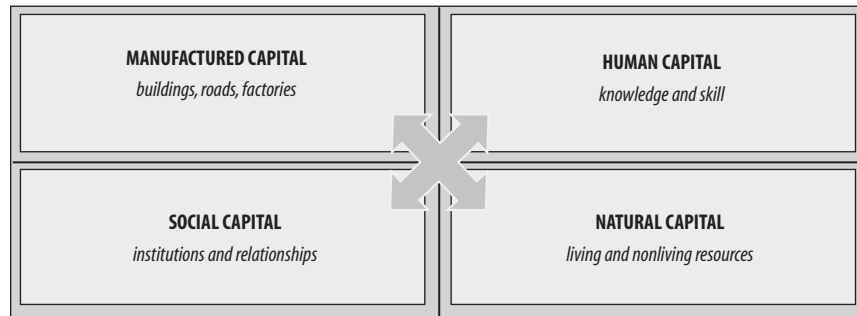 MANUFACTURED CAPITAL
buildings, roads, factories
HUMAN CAPITAL
knowledge and skill
SOCIAL CAPITAL
institutions and relationships
NATURAL CAPITAL
living and nonliving resources